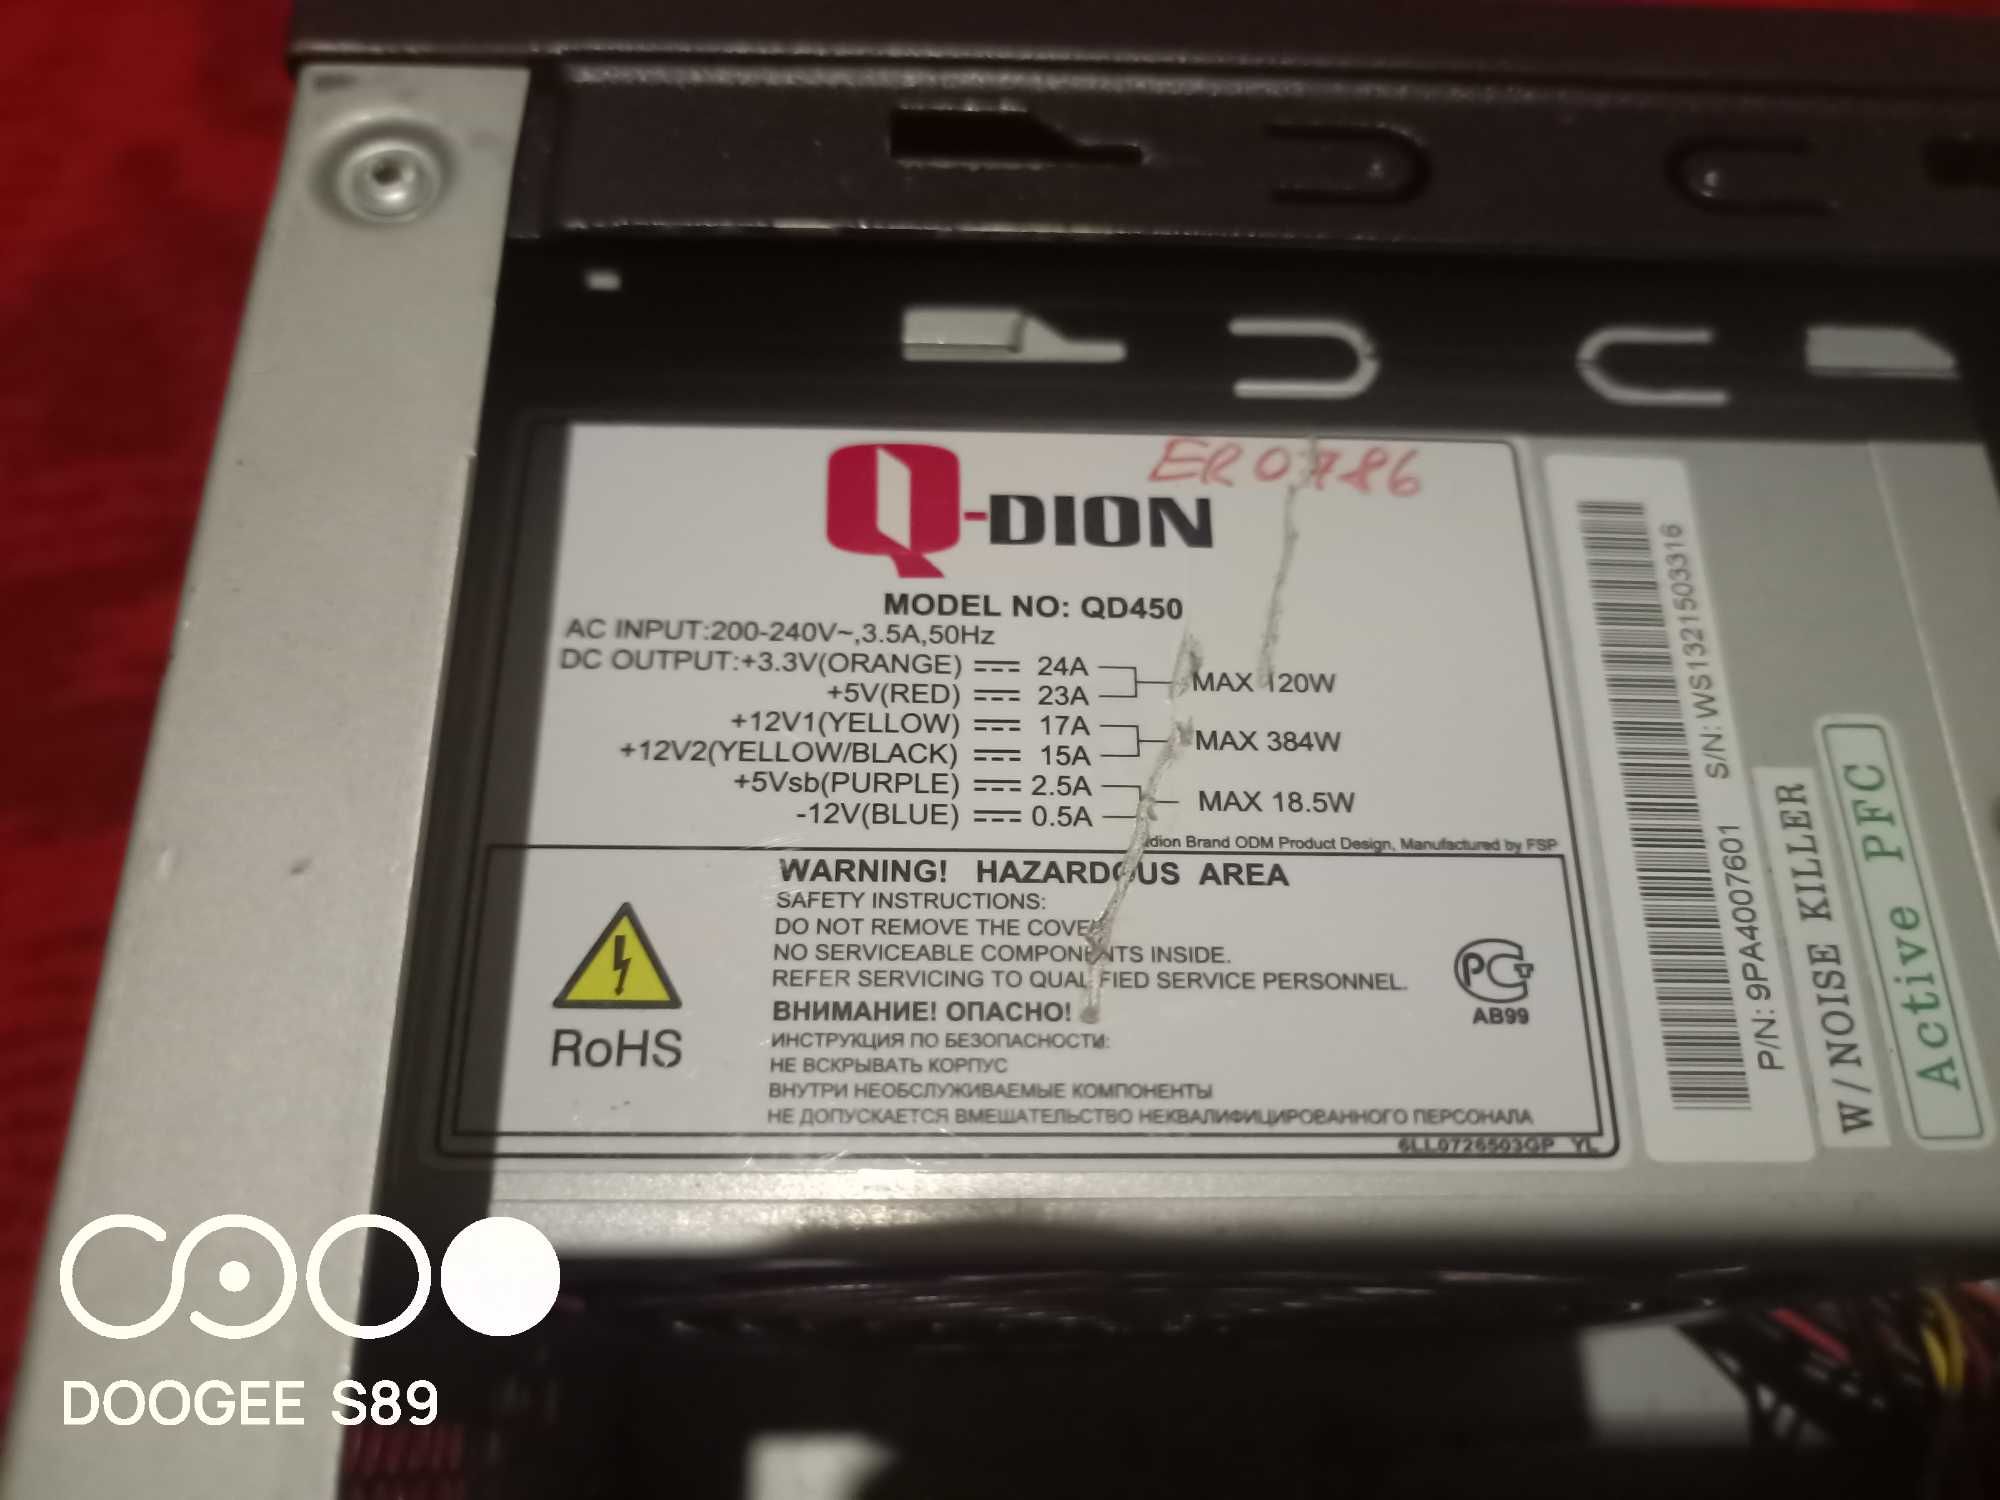 ER0786
Q-DION
MODEL NO: QD450
AC INPUT:200-240V~,3.5A,50Hz
DC OUTPUT:+3.3V(ORANGE) 24A
+5V(RED) 23A MAX 120W
+12V1(YELLOW) 17A
+12V2(YELLOW/BLACK) 15A MAX 384W
+5Vsb(PURPLE) 2.5A
-12V(BLUE) 0.5A MAX 18.5W
Qdion Brand ODM Product Design, Manufactured by FSP
WARNING! HAZARDOUS AREA
SAFETY INSTRUCTIONS:
DO NOT REMOVE THE COVER
NO SERVICEABLE COMPONENTS INSIDE.
REFER SERVICING TO QUALIFIED SERVICE PERSONNEL.
ВНИМАНИЕ! ОПАСНО!
ИНСТРУКЦИЯ ПО БЕЗОПАСНОСТИ:
НЕ ВСКРЫВАТЬ КОРПУС
ВНУТРИ НЕОБСЛУЖИВАЕМЫЕ КОМПОНЕНТЫ
НЕ ДОПУСКАЕТСЯ ВМЕШАТЕЛЬСТВО НЕКВАЛИФИЦИРОВАННОГО ПЕРСОНАЛА
RoHS
PC
АВ99
6LL0726503GP YL
S/N: WS1321503316
P/N: 9PA4007601
W/NOISE KILLER
Active PFC
DOOGEE S89